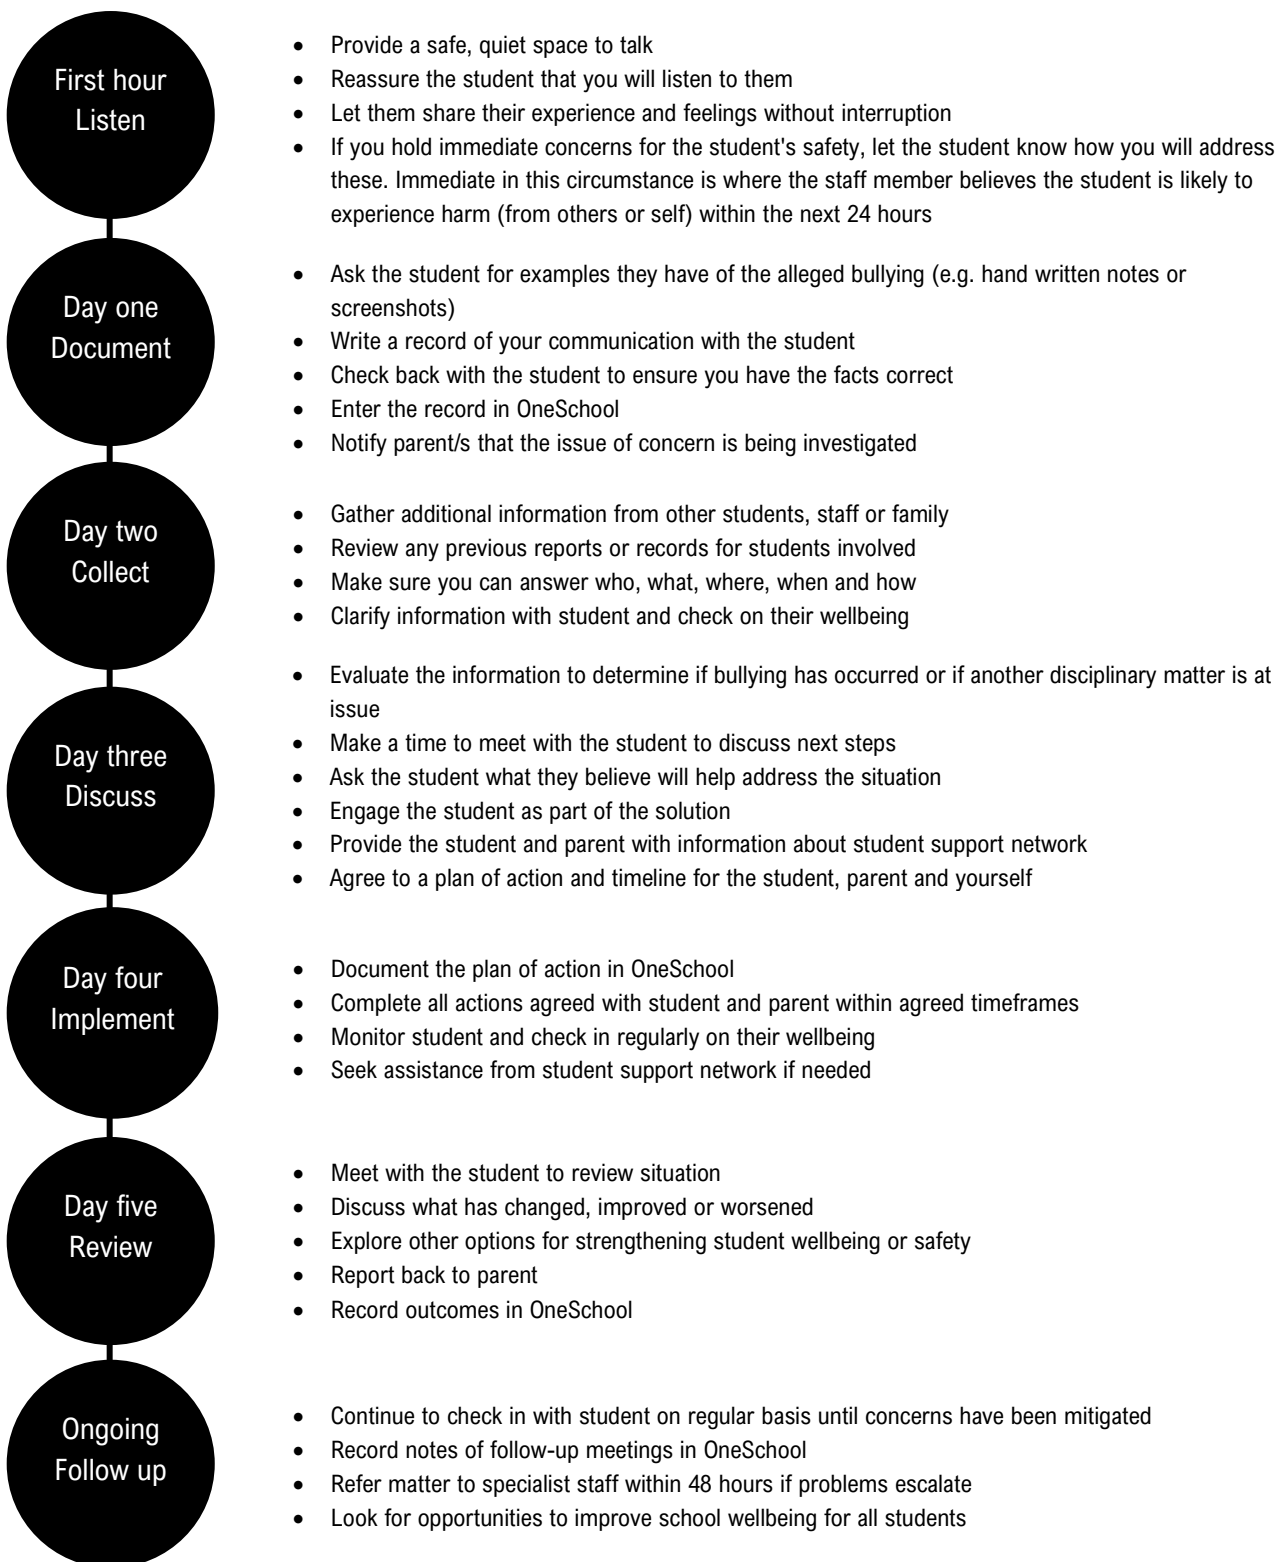 First hour
Listen
• Provide a safe, quiet space to talk
• Reassure the student that you will listen to them
• Let them share their experience and feelings without interruption
• If you hold immediate concerns for the student's safety, let the student know how you will address
these. Immediate in this circumstance is where the staff member believes the student is likely to
experience harm (from others or self) within the next 24 hours
Day one
Document
• Ask the student for examples they have of the alleged bullying (e.g. hand written notes or
screenshots)
• Write a record of your communication with the student
• Check back with the student to ensure you have the facts correct
• Enter the record in OneSchool
• Notify parent/s that the issue of concern is being investigated
Day two
Collect
• Gather additional information from other students, staff or family
• Review any previous reports or records for students involved
• Make sure you can answer who, what, where, when and how
• Clarify information with student and check on their wellbeing
Day three
Discuss
• Evaluate the information to determine if bullying has occurred or if another disciplinary matter is at
issue
• Make a time to meet with the student to discuss next steps
• Ask the student what they believe will help address the situation
• Engage the student as part of the solution
• Provide the student and parent with information about student support network
• Agree to a plan of action and timeline for the student, parent and yourself
Day four
Implement
• Document the plan of action in OneSchool
• Complete all actions agreed with student and parent within agreed timeframes
• Monitor student and check in regularly on their wellbeing
• Seek assistance from student support network if needed
Day five
Review
• Meet with the student to review situation
• Discuss what has changed, improved or worsened
• Explore other options for strengthening student wellbeing or safety
• Report back to parent
• Record outcomes in OneSchool
Ongoing
Follow up
• Continue to check in with student on regular basis until concerns have been mitigated
• Record notes of follow-up meetings in OneSchool
• Refer matter to specialist staff within 48 hours if problems escalate
• Look for opportunities to improve school wellbeing for all students